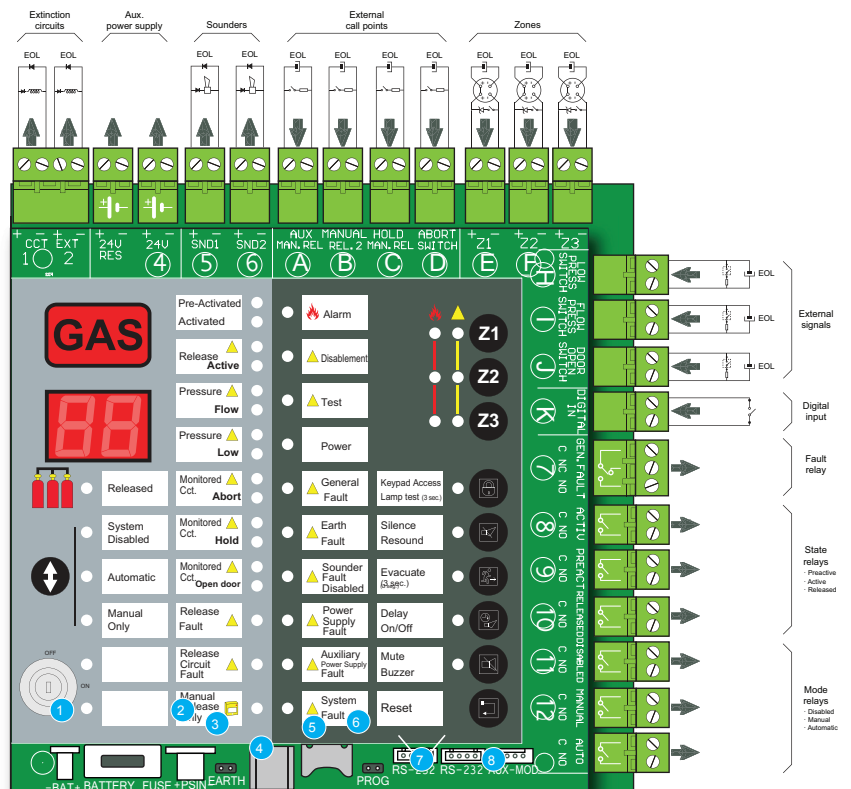 Extinction circuits
Aux. power supply
Sounders
External call points
Zones
EOL EOL EOL EOL EOL EOL EOL EOL EOL EOL EOL
+ - + - + - + - + - + -
CCT EXT
1 2
24V RES
24V
4
SND1
5
SND2
6
AUX MAN.REL
A
MANUAL REL.2
B
HOLD MAN.REL
C
ABORT SWITCH
D
Z1
E
Z2
F
Z3
LOW PRESS SWITCH
H
EOL
FLOW PRESS SWITCH
I
EOL
DOOR OPEN SWITCH
J
EOL
External signals
DIGITAL IN
K
Digital input
GEN.FAULT
7
C NC NO
Fault relay
ACTIV
8
C NO
PREACT
9
C NO
RELEASED
10
C NO
State relays
- Preactive
- Active
- Released
DISABLED
11
C NO
MANUAL
12
C NO
AUTO
C NO
Mode relays
- Disabled
- Manual
- Automatic
GAS
88
Pre-Activated
Activated
Release
Active
Pressure
Flow
Pressure
Low
Released
Monitored
Cct.
Abort
System
Disabled
Monitored
Cct.
Hold
Automatic
Monitored
Cct.
Open door
Manual
Only
Release
Fault
Release
Circuit
Fault
Manual
Release
Only
OFF
ON
Alarm
Disablement
Test
Power
General
Fault
Earth
Fault
Sounder
Fault
Disabled
Power
Supply
Fault
Auxiliary
Power Supply
Fault
System
Fault
Z1
Z2
Z3
Keypad Access
Lamp test (3 sec.)
Silence
Resound
Evacuate
(3 sec.)
Delay
On/Off
Mute
Buzzer
Reset
1 2 3 4 5 6 7 8
-BAT+ BATTERY FUSE +PSIN- EARTH PROG RS-232 RS-232 AUX-MOD